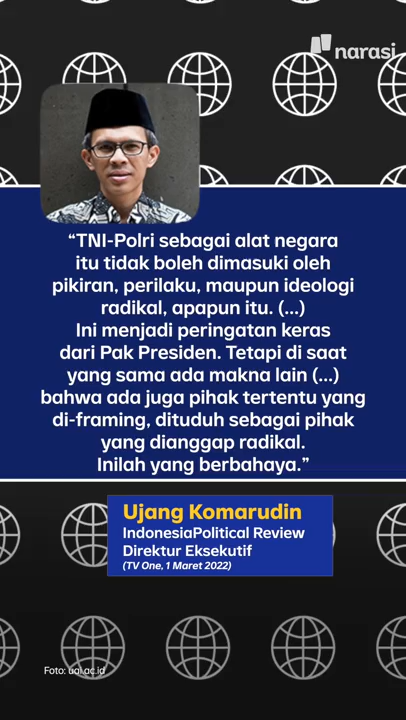 narasi
“TNI-Polri sebagai alat negara
itu tidak boleh dimasuki oleh
pikiran, perilaku, maupun ideologi
radikal, apapun itu. (...)
Ini menjadi peringatan keras
dari Pak Presiden. Tetapi di saat
yang sama ada makna lain (...)
bahwa ada juga pihak tertentu yang
di-framing, dituduh sebagai pihak
yang dianggap radikal.
Inilah yang berbahaya.”
Ujang Komarudin
IndonesiaPolitical Review
Direktur Eksekutif
(TV One, 1 Maret 2022)
Foto: uai.ac.id